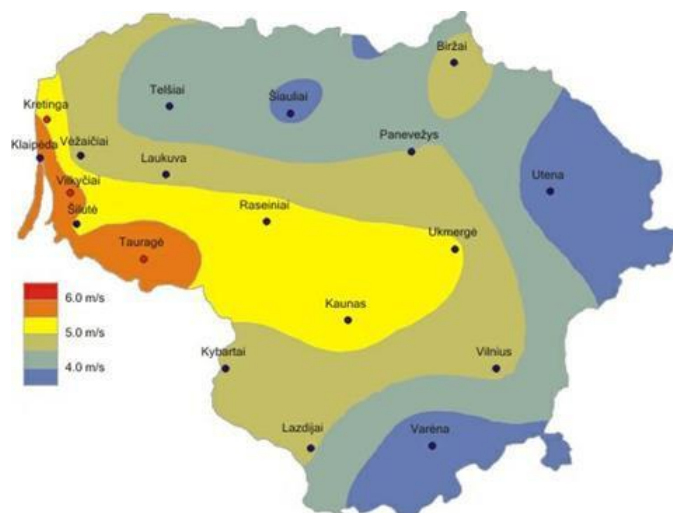 Biržai
Telšiai
Šiauliai
Kretinga
Panevėžys
Klaipėda
Vėžaičiai
Laukuva
Vilkyčiai
Utena
Šilutė
Raseiniai
Ukmergė
Tauragė
6.0 m/s
Kaunas
5.0 m/s
Kybartai
Vilnius
4.0 m/s
Lazdijai
Varėna